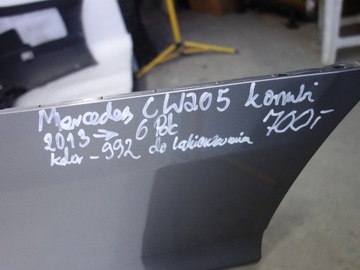 Mercedes CW205 kombi
2013 → 6 Pdc 700,-
kolor - 992 do lakierowania